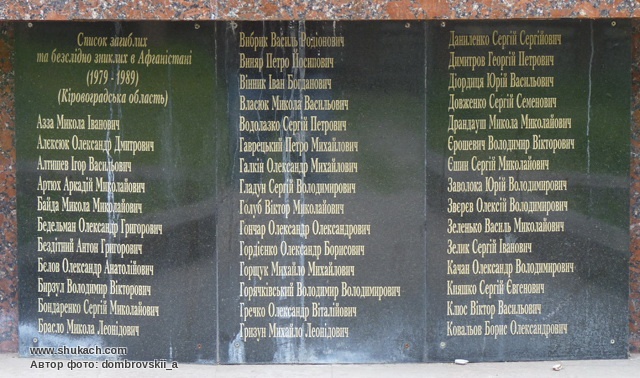 Список загиблих
та безслідно зниклих в Афганістані
(1979 - 1989)
(Кіровоградська область)
Азза Микола Іванович
Алєксюк Олександр Дмитрович
Алтишев Ігор Васильович
Артюх Аркадій Миколайович
Байда Микола Миколайович
Бедельман Олександр Григорович
Бездітний Антон Григорович
Бєлов Олександр Анатолійович
Бирзул Володимир Вікторович
Бондаренко Сергій Миколайович
Брасло Микола Леонідович
Вибрик Василь Родіонович
Виняр Петро Йосипович
Вінник Іван Богданович
Власюк Микола Васильович
Водолазко Сергій Петрович
Гаврецький Петро Михайлович
Галкін Олександр Михайлович
Гладун Сергій Володимирович
Голуб Віктор Миколайович
Гончар Олександр Олександрович
Гордієнко Олександр Борисович
Горщук Михайло Михайлович
Горячківський Володимир Володимирович
Гречко Олександр Віталійович
Гризун Михайло Леонідович
Даниленко Сергій Сергійович
Димитров Георгій Петрович
Діордиця Юрій Васильович
Довженко Сергій Семенович
Драндауш Микола Миколайович
Єрошевич Володимир Вікторович
Єшин Сергій Миколайович
Заволока Юрій Володимирович
Звєрєв Олексій Володимирович
Зеленько Василь Миколайович
Зелик Сергій Іванович
Качан Олександр Володимирович
Кияшко Сергій Євгенович
Клюс Віктор Васильович
Ковальов Борис Олександрович
www.shukach.com
Автор фото: dombrovskii_a